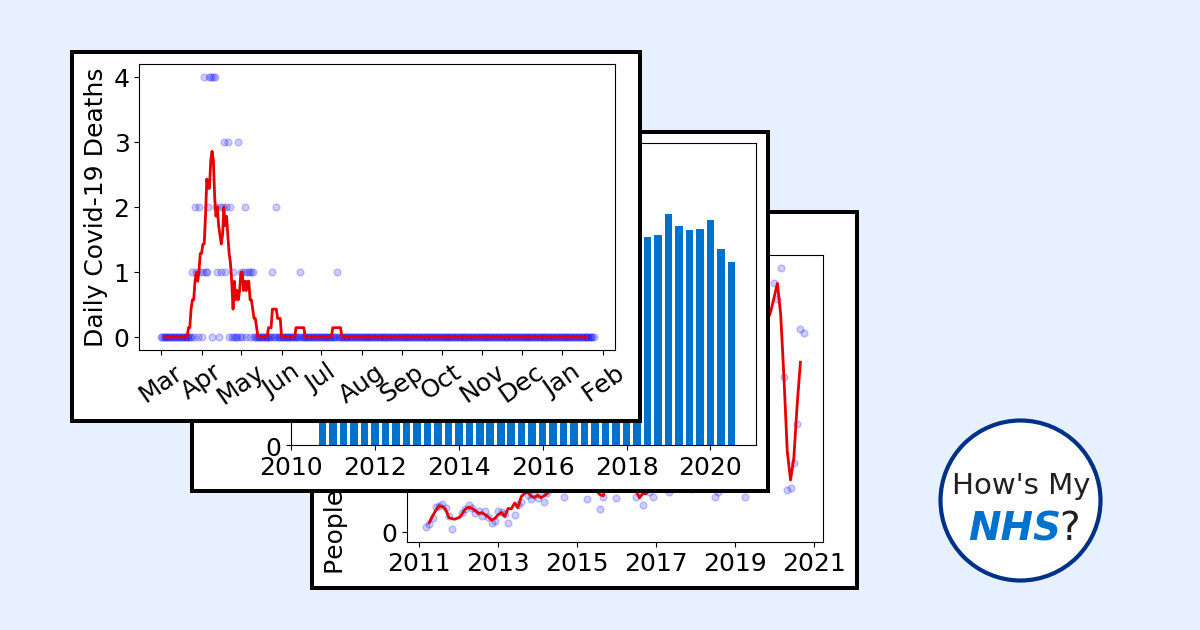 Daily Covid-19 Deaths
4
3
2
1
0
Mar Apr May Jun Jul Aug Sep Oct Nov Dec Jan Feb
0
2010 2012 2014 2016 2018 2020
People
0
2011 2013 2015 2017 2019 2021
How's My
NHS?